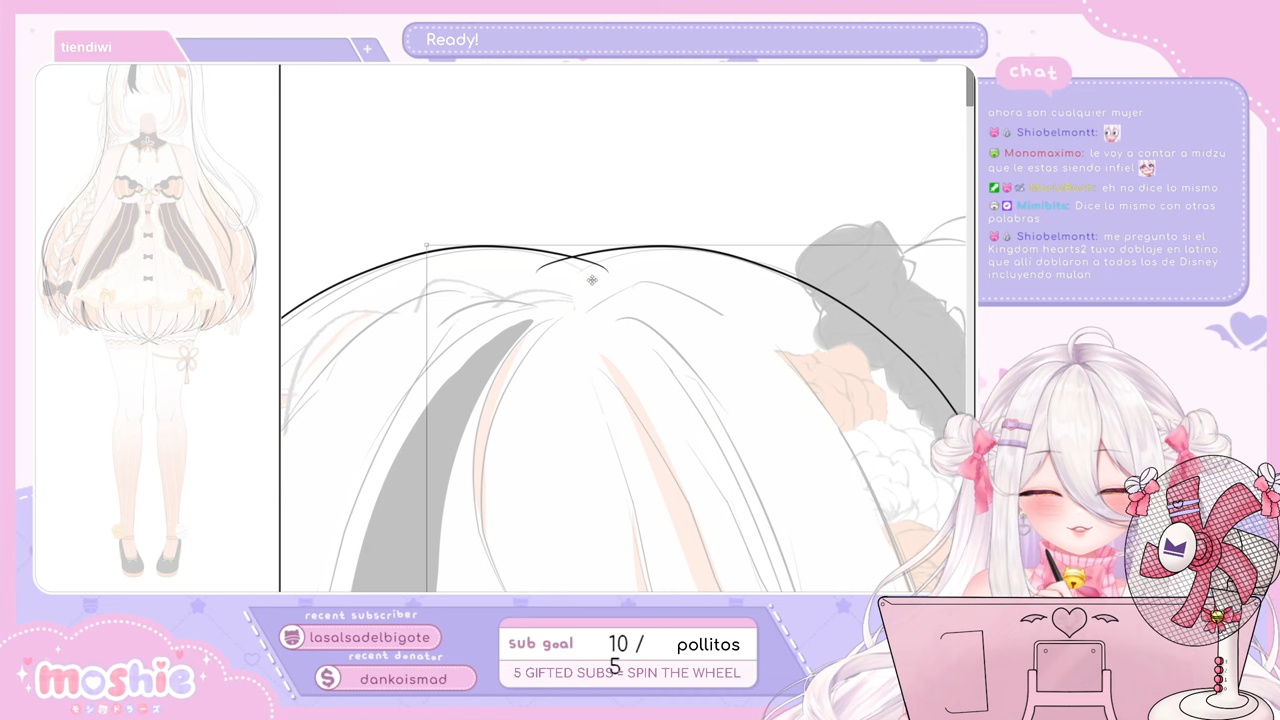 tiendiwi
+
Ready!
chat
ahora son cualquier mujer
Shiobelmontt:
Monomaximo: le voy a contar a midzu
que le estas siendo infiel
eh no dice lo mismo
Mimibits: Dice lo mismo con otras
palabras
Shiobelmontt: me pregunto si el
Kingdom hearts2 tuvo doblaje en latino.
que allí doblaron a todos los de Disney
incluyendo mulan
recent subscriber
lasalsadelbigote
recent donator
$ dankoismad
sub goal 10 / 5 pollitos
5 GIFTED SUBS = SPIN THE WHEEL
moshie